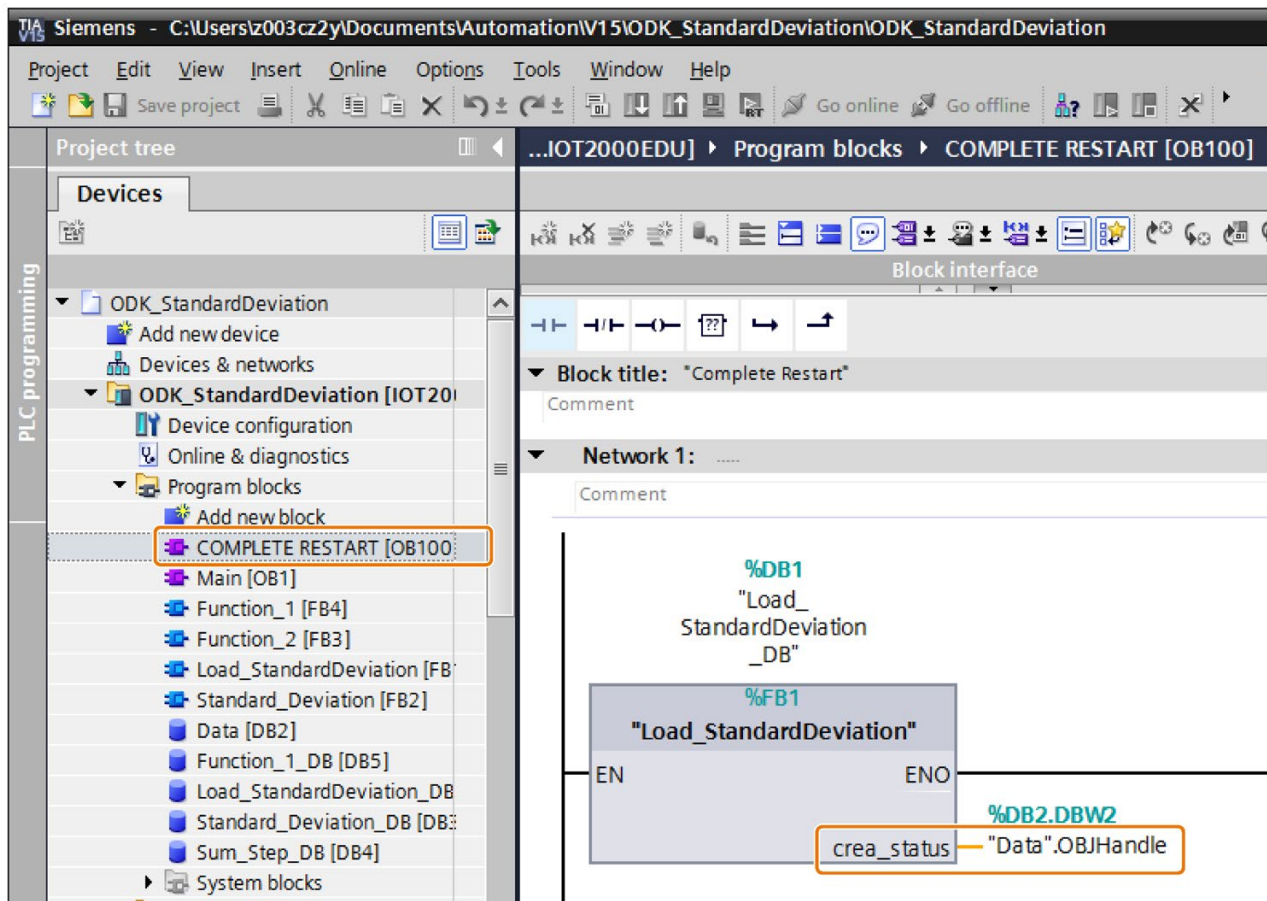 TIA V15 Siemens - C:\Users\z003cz2y\Documents\Automation\V15\ODK_StandardDeviation\ODK_StandardDeviation
Project Edit View Insert Online Options Tools Window Help
Save project Go online Go offline
Project tree
...IOT2000EDU] Program blocks COMPLETE RESTART [OB100]
Devices
PLC programming
Block interface
ODK_StandardDeviation
Add new device
Devices & networks
ODK_StandardDeviation [IOT20
Device configuration
Online & diagnostics
Program blocks
Add new block
COMPLETE RESTART [OB100
Main [OB1]
Function_1 [FB4]
Function_2 [FB3]
Load_StandardDeviation [FB
Standard_Deviation [FB2]
Data [DB2]
Function_1_DB [DB5]
Load_StandardDeviation_DB
Standard_Deviation_DB [DB3
Sum_Step_DB [DB4]
System blocks
??
Block title: "Complete Restart"
Comment
Network 1: .....
Comment
%DB1
"Load_
StandardDeviation
_DB"
%FB1
"Load_StandardDeviation"
EN ENO
%DB2.DBW2
crea_status "Data".OBJHandle